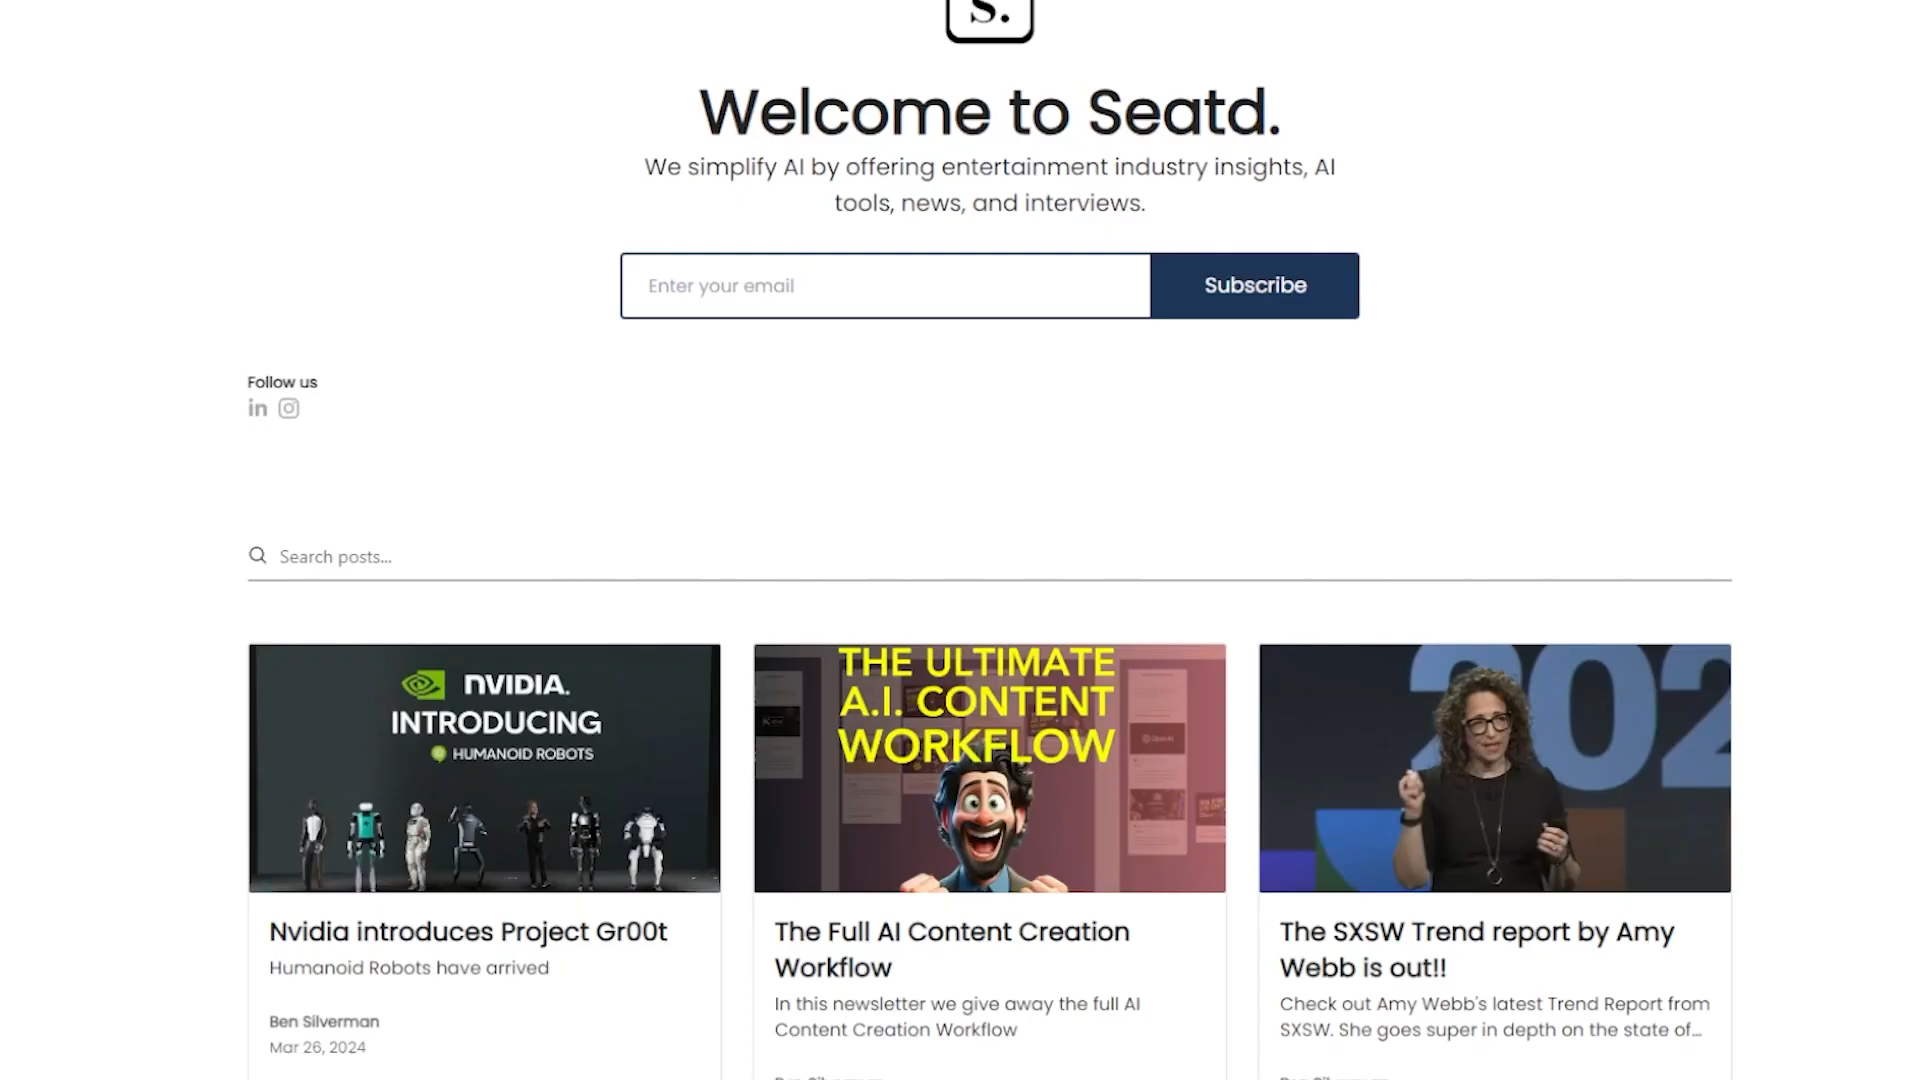 S.
Welcome to Seatd.
We simplify AI by offering entertainment industry insights, AI
tools, news, and interviews.
Enter your email
Subscribe
Follow us
in
Search posts...
NVIDIA.
INTRODUCING
HUMANOID ROBOTS
Nvidia introduces Project Gr00t
Humanoid Robots have arrived
Ben Silverman
Mar 26, 2024
THE ULTIMATE
A.I. CONTENT
WORKFLOW
The Full AI Content Creation
Workflow
In this newsletter we give away the full AI
Content Creation Workflow
202
The SXSW Trend report by Amy
Webb is out!!
Check out Amy Webb's latest Trend Report from
SXSW. She goes super in depth on the state of...